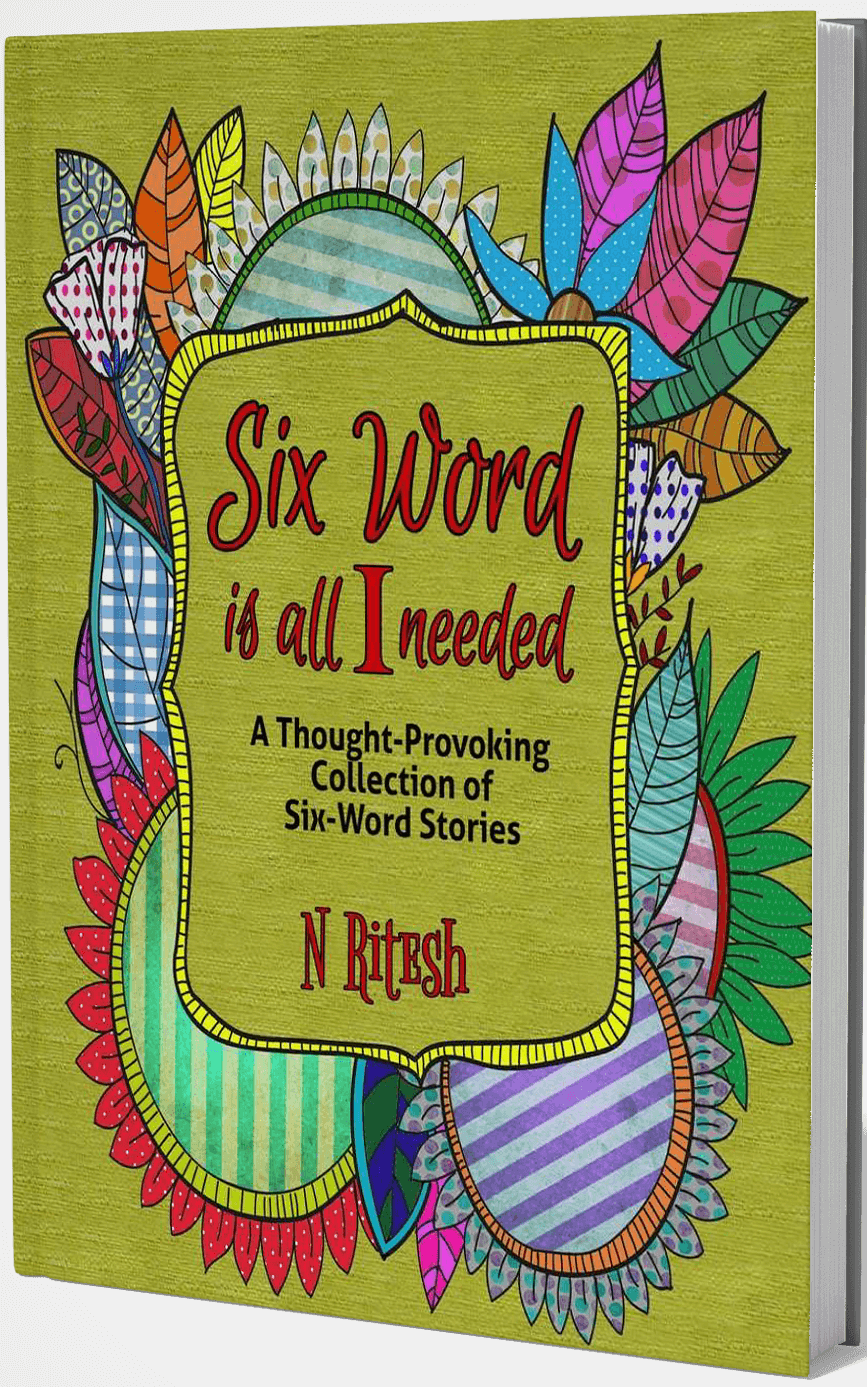 Six Word
is all I needed
A Thought-Provoking
Collection of
Six-Word Stories
N Ritesh